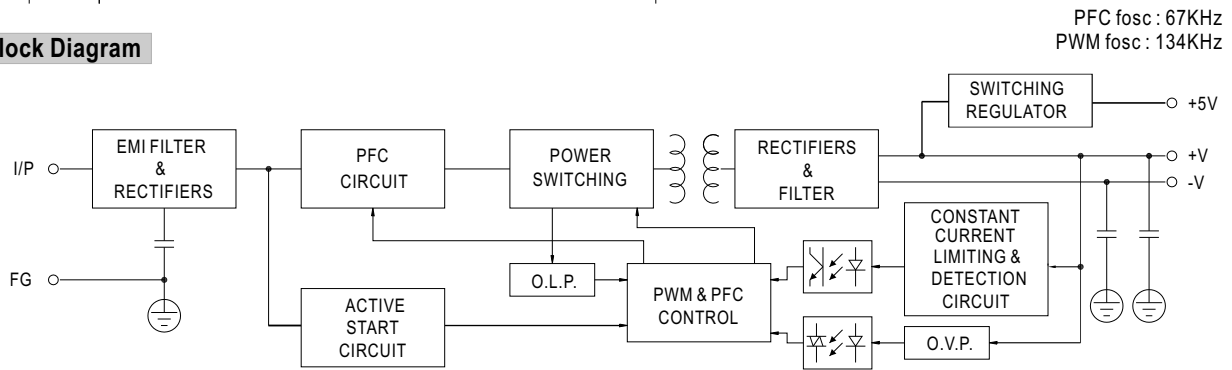 PFC fosc : 67KHz
PWM fosc : 134KHz
Block Diagram
SWITCHING
REGULATOR
+5V
I/P
EMI FILTER
&
RECTIFIERS
PFC
CIRCUIT
POWER
SWITCHING
RECTIFIERS
&
FILTER
+V
-V
FG
O.L.P.
PWM & PFC
CONTROL
CONSTANT
CURRENT
LIMITING &
DETECTION
CIRCUIT
ACTIVE
START
CIRCUIT
O.V.P.